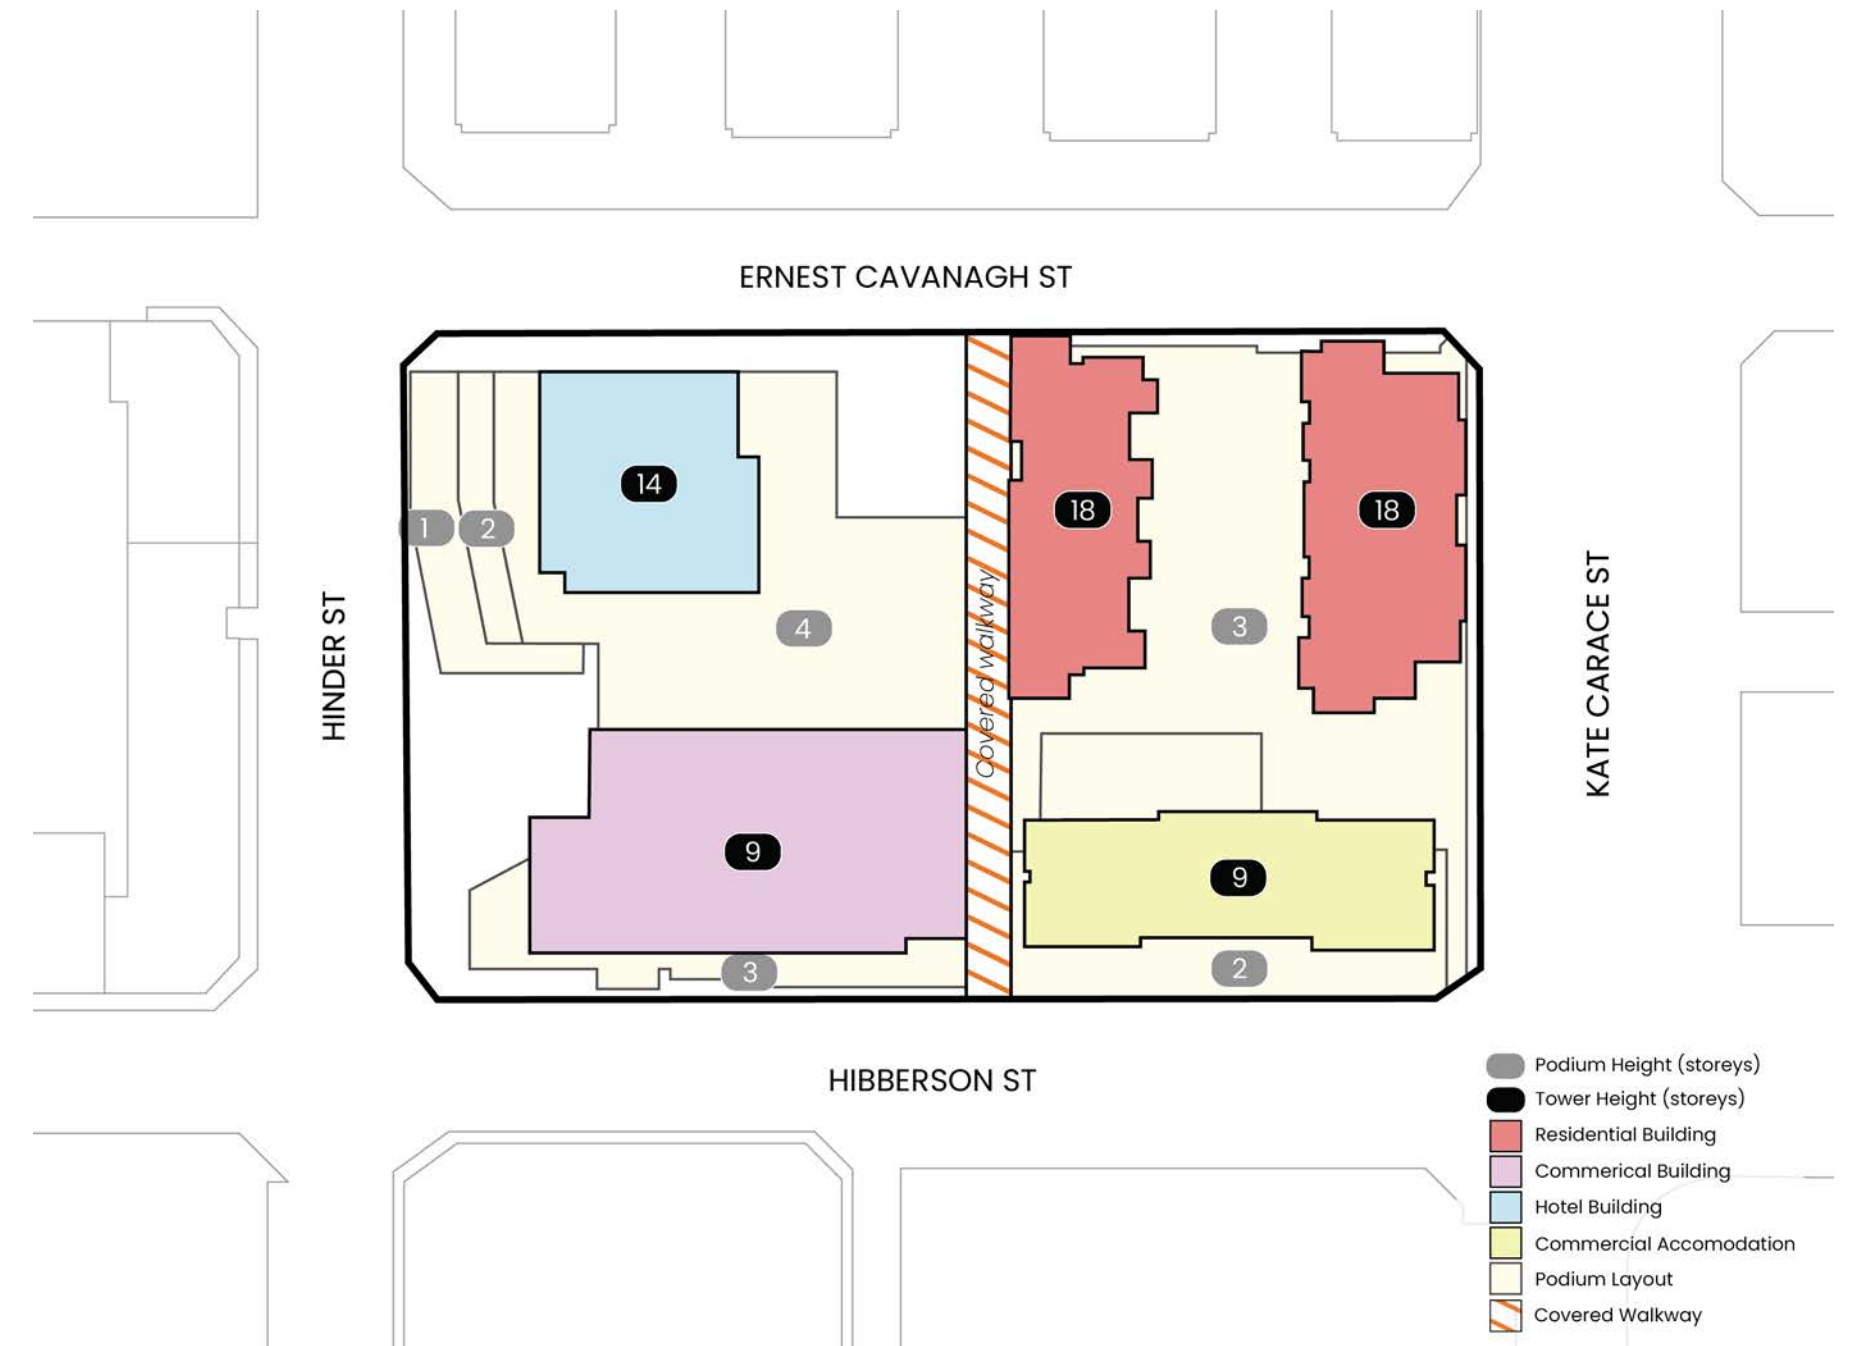 ERNEST CAVANAGH ST
HINDER ST
KATE CARACE ST
HIBBERSON ST
Covered walkway
14
18
18
1
2
4
3
9
9
3
2
Podium Height (storeys)
Tower Height (storeys)
Residential Building
Commerical Building
Hotel Building
Commercial Accomodation
Podium Layout
Covered Walkway